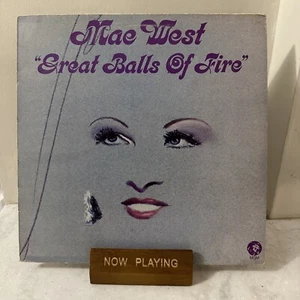 Mae West
"Great Balls Of Fire"
NOW PLAYING